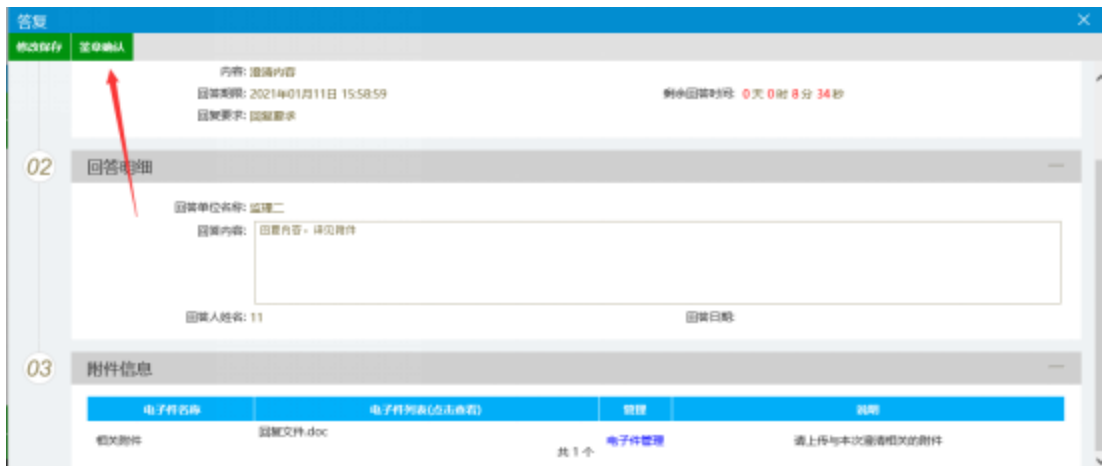 答复
修改保存 签章确认
内容: 澄清内容
回答期限: 2021年01月11日 15:58:59 剩余回答时间: 0 天 0 时 8 分 34 秒
回复要求: 回复要求
02 回答明细
回答单位名称: 监理二
回答内容: 回复内容。详见附件
回答人姓名: 11 回答日期:
03 附件信息
电子件名称 电子件列表(点击查看) 管理 说明
相关附件 回复文件.doc 共 1 个 电子件管理 请上传与本次澄清相关的附件